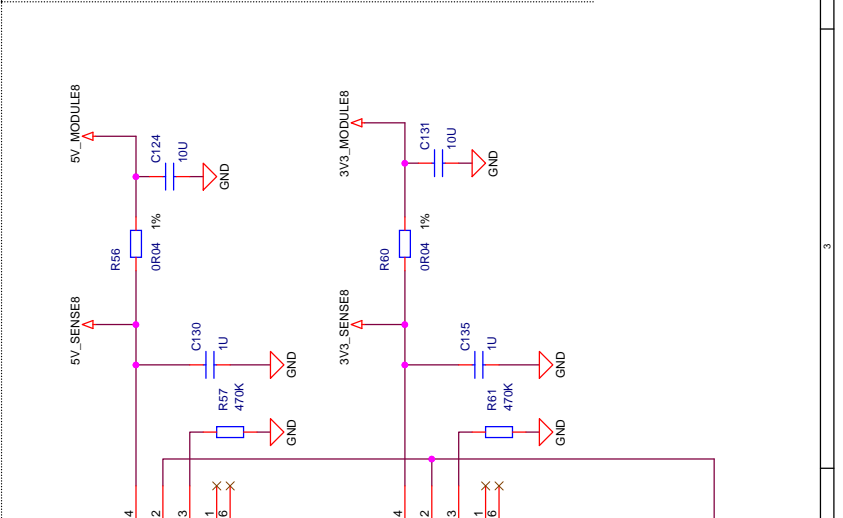 5V_MODULE8
C124
10U
GND
R56
0R04
1%
5V_SENSE8
C130
1U
GND
R57
470K
GND
4
2
3
1
6
3V3_MODULE8
C131
10U
GND
R60
0R04
1%
3V3_SENSE8
C135
1U
GND
R61
470K
GND
4
2
3
1
6
3